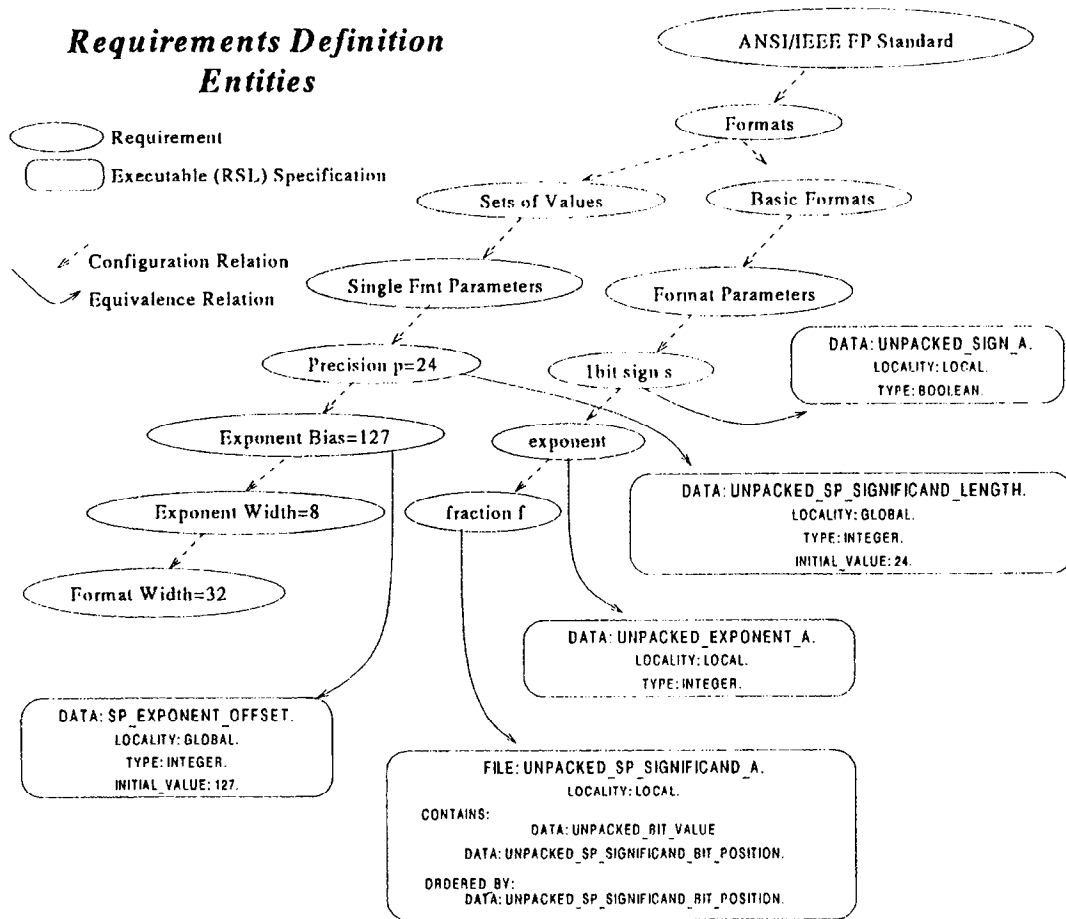 Requirements Definition
Entities
ANSI/IEEE FP Standard
Requirement
Formats
Executable (RSL) Specification
Sets of Values
Basic Formats
Configuration Relation
Equivalence Relation
Single Fmt Parameters
Format Parameters
Precision p=24
1bit sign s
DATA: UNPACKED_SIGN_A.
LOCALITY: LOCAL.
TYPE: BOOLEAN.
Exponent Bias=127
exponent
Exponent Width=8
fraction f
DATA: UNPACKED_SP_SIGNIFICAND_LENGTH.
LOCALITY: GLOBAL.
TYPE: INTEGER.
INITIAL_VALUE: 24.
Format Width=32
DATA: UNPACKED_EXPONENT_A.
LOCALITY: LOCAL.
TYPE: INTEGER.
DATA: SP_EXPONENT_OFFSET.
LOCALITY: GLOBAL.
TYPE: INTEGER.
INITIAL_VALUE: 127.
FILE: UNPACKED_SP_SIGNIFICAND_A.
LOCALITY: LOCAL.
CONTAINS:
DATA: UNPACKED_BIT_VALUE
DATA: UNPACKED_SP_SIGNIFICAND_BIT_POSITION.
ORDERED_BY:
DATA: UNPACKED_SP_SIGNIFICAND_BIT_POSITION.